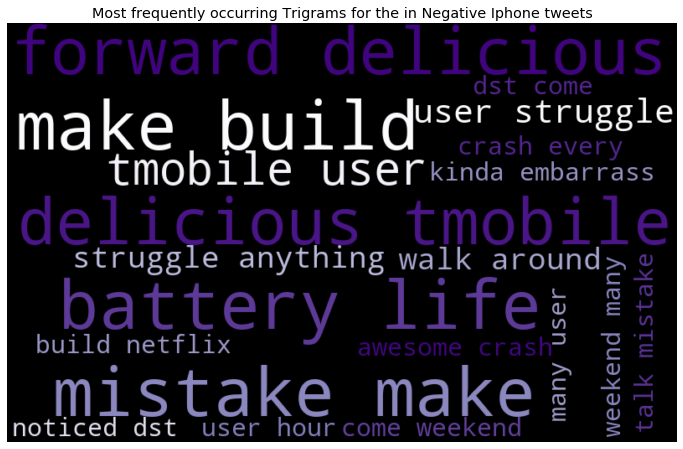 Most frequently occurring Trigrams for the in Negative Iphone tweets
forward delicious
dst come
make build
user struggle
crash every
tmobile user
kinda embarrass
delicious tmobile
struggle anything
walk around
battery life
build netflix
awesome crash
many user
weekend many
talk mistake
mistake make
noticed dst
user hour
come weekend